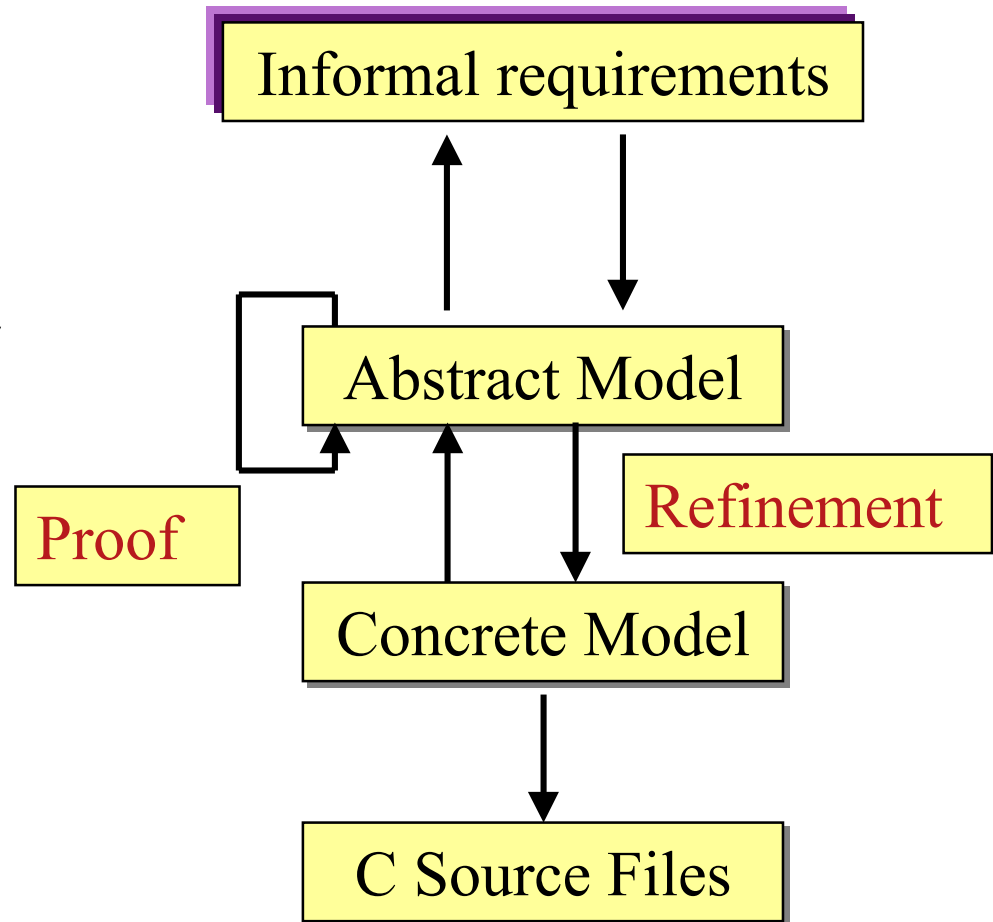 Informal requirements
Abstract Model
Refinement
Proof
Concrete Model
C Source Files